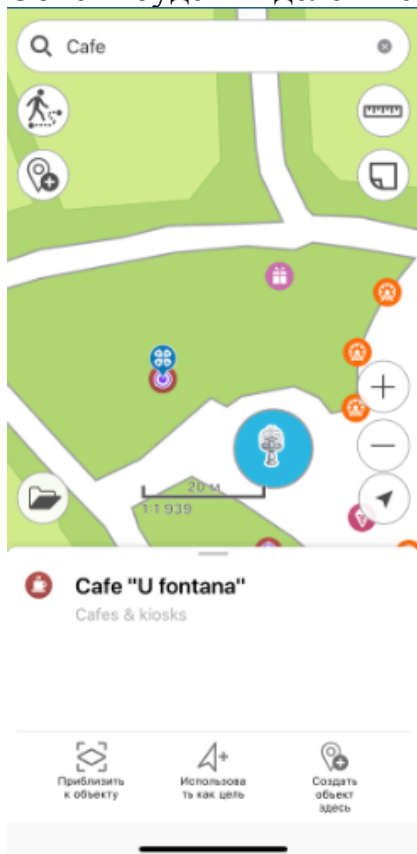 Cafe
20 м
1:1 939
Cafe "U fontana"
Cafes & kiosks
Приблизить
к объекту
Использова
ть как цель
Создать
объект
здесь